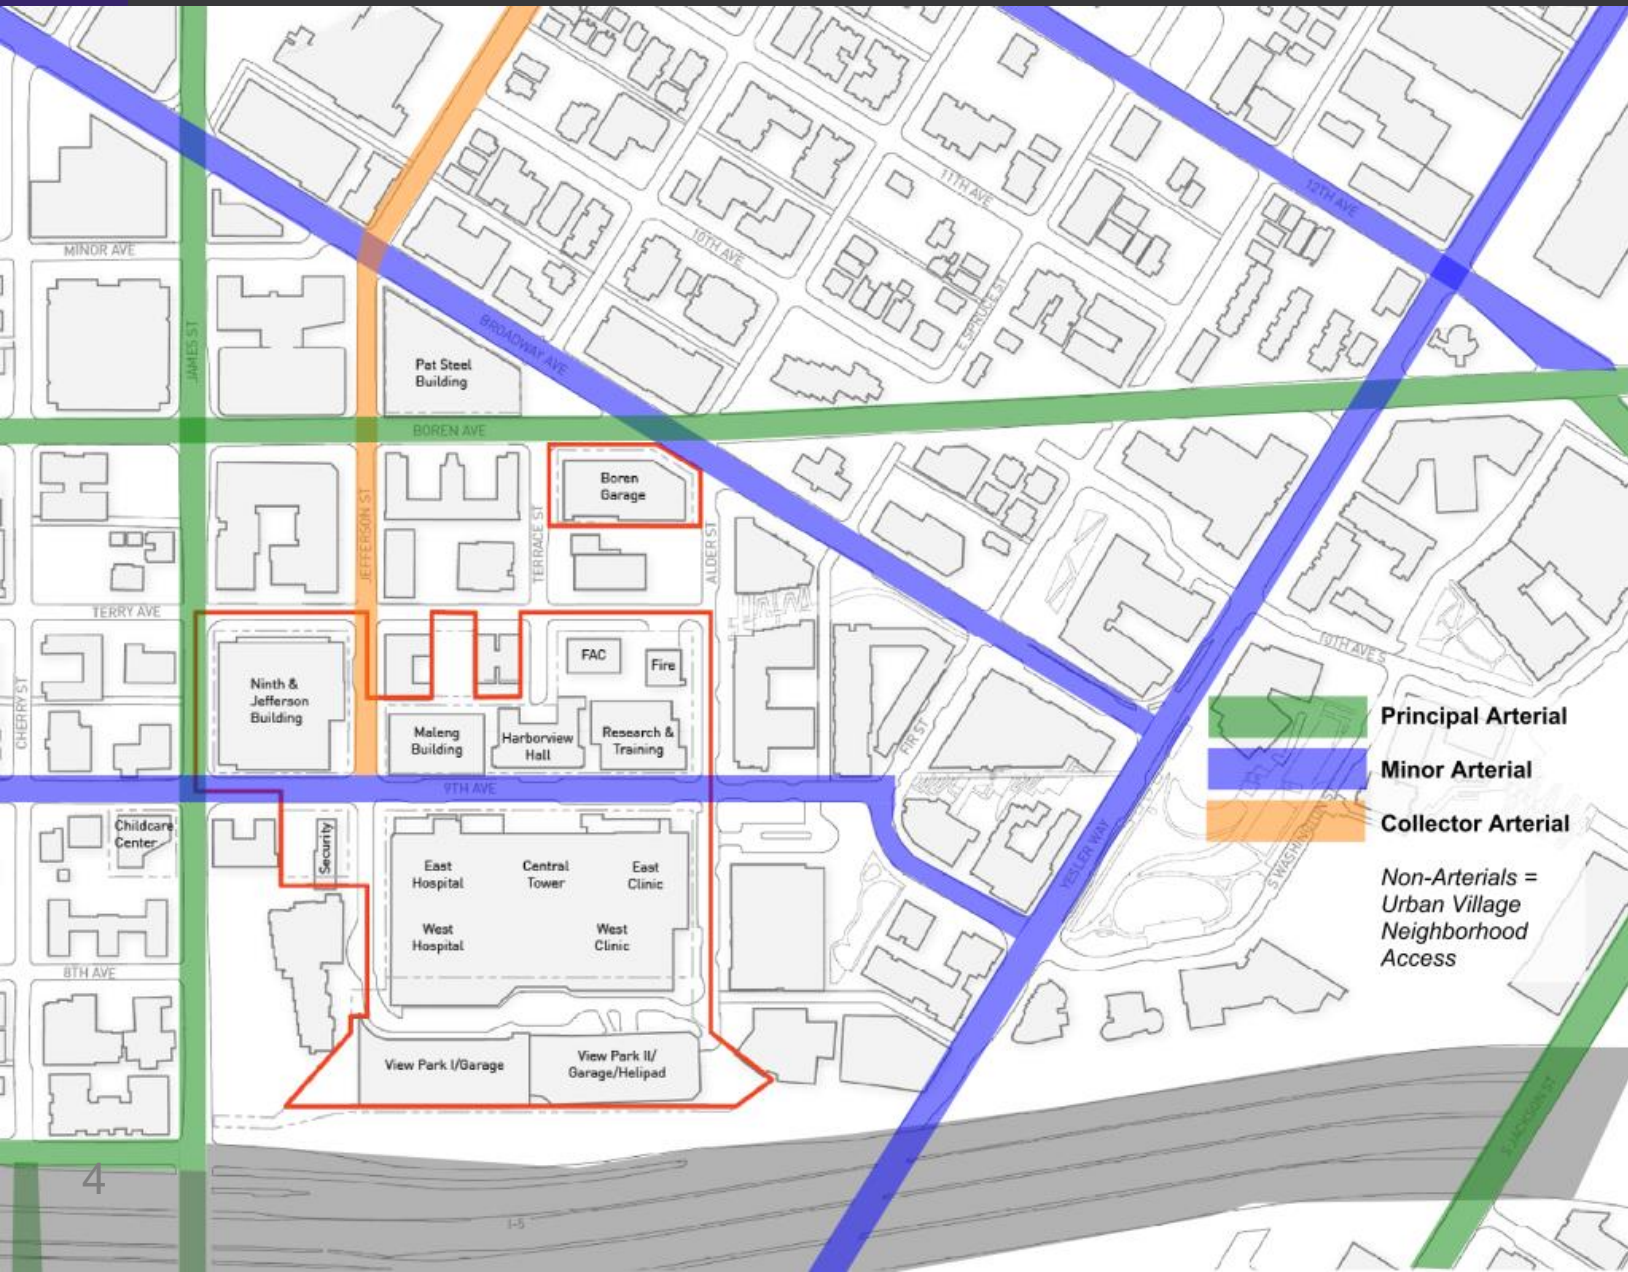 12TH AVE
11TH AVE
10TH AVE
MINOR AVE
E SPRUCE ST
JAMES ST
BROADWAY AVE
Pat Steel
Building
BOREN AVE
Boren
Garage
JEFFERSON ST
TERRACE ST
ALDER ST
TERRY AVE
10TH AVE S
FAC
Fire
Ninth &
Jefferson
Building
CHERRY ST
Maleng
Building
Harborview
Hall
Research &
Training
FIR ST
Principal Arterial
Minor Arterial
Collector Arterial
Non-Arterials =
Urban Village
Neighborhood
Access
9TH AVE
Childcare
Center
Security
East
Hospital
Central
Tower
East
Clinic
West
Hospital
West
Clinic
YESLER WAY
S WASHINGTON ST
8TH AVE
View Park I/Garage
View Park II/
Garage/Helipad
S JACKSON ST
4
I-5